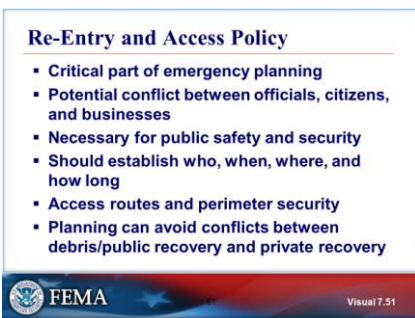 Re-Entry and Access Policy
▪ Critical part of emergency planning
▪ Potential conflict between officials, citizens,
and businesses
▪ Necessary for public safety and security
▪ Should establish who, when, where, and
how long
▪ Access routes and perimeter security
▪ Planning can avoid conflicts between
debris/public recovery and private recovery
FEMA
Visual 7.51